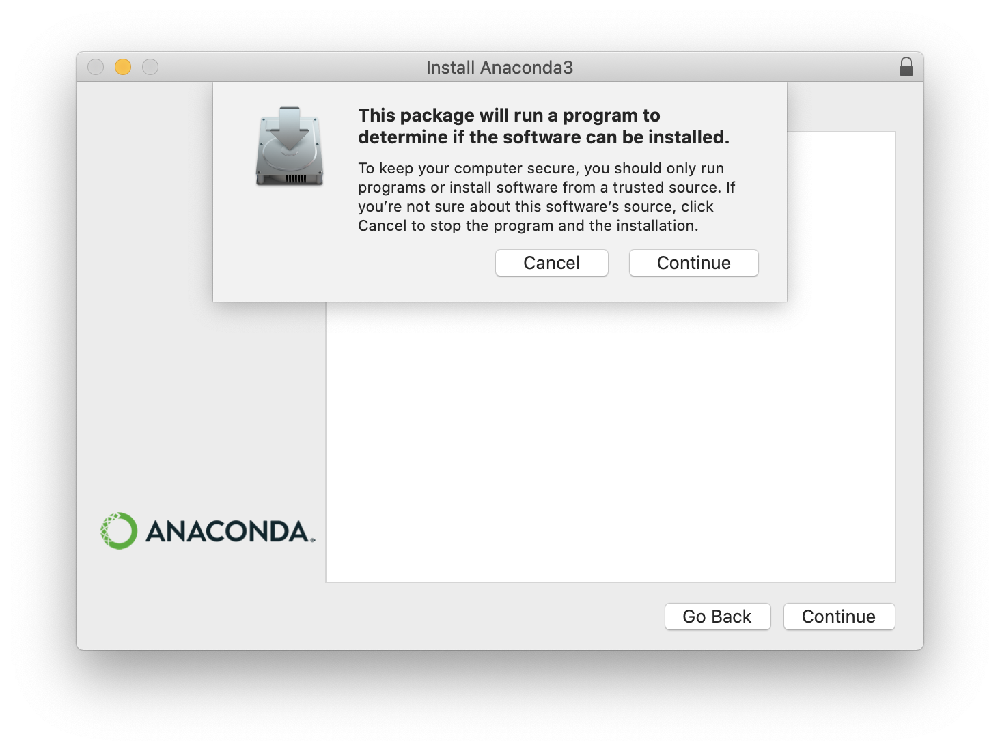 Install Anaconda3
This package will run a program to
determine if the software can be installed.
To keep your computer secure, you should only run
programs or install software from a trusted source. If
you’re not sure about this software’s source, click
Cancel to stop the program and the installation.
Cancel
Continue
ANACONDA.
Go Back
Continue